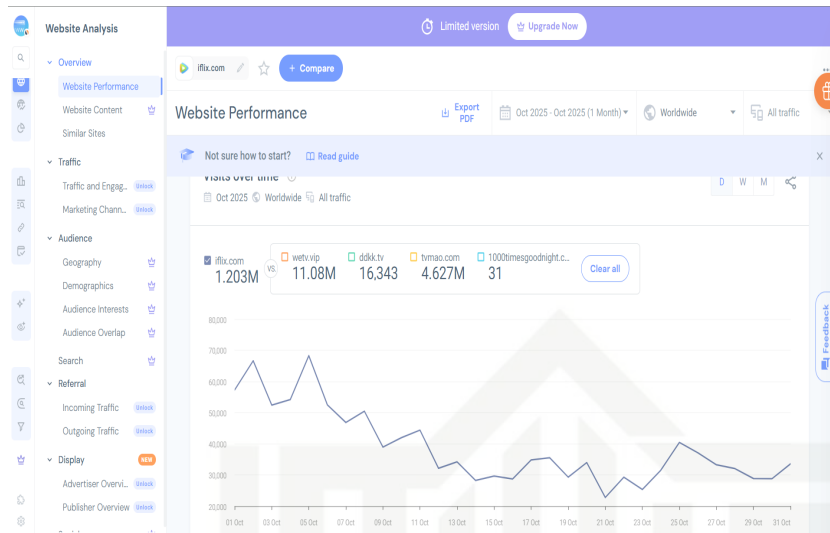 Limited version
Upgrade Now
Website Analysis
Overview
Website Performance
Website Content
Similar Sites
Traffic
Traffic and Engag.. Unlock
Marketing Chann.. Unlock
Audience
Geography
Demographics
Audience Interests
Audience Overlap
Search
Referral
Incoming Traffic Unlock
Outgoing Traffic Unlock
Display NEW
Advertiser Overvi.. Unlock
Publisher Overview Unlock
iflix.com
+ Compare
Website Performance
Export PDF
Oct 2025 - Oct 2025 (1 Month)
Worldwide
All traffic
Not sure how to start? Read guide X
Visits over time
D W M
Oct 2025 Worldwide All traffic
iflix.com
1.203M
VS.
wetv.vip
11.08M
ddkk.tv
16,343
tvmao.com
4.627M
1000timesgoodnight.c...
31
Clear all
80,000
70,000
60,000
50,000
40,000
30,000
20,000
01 Oct 03 Oct 05 Oct 07 Oct 09 Oct 11 Oct 13 Oct 15 Oct 17 Oct 19 Oct 21 Oct 23 Oct 25 Oct 27 Oct 29 Oct 31 Oct
Feedback